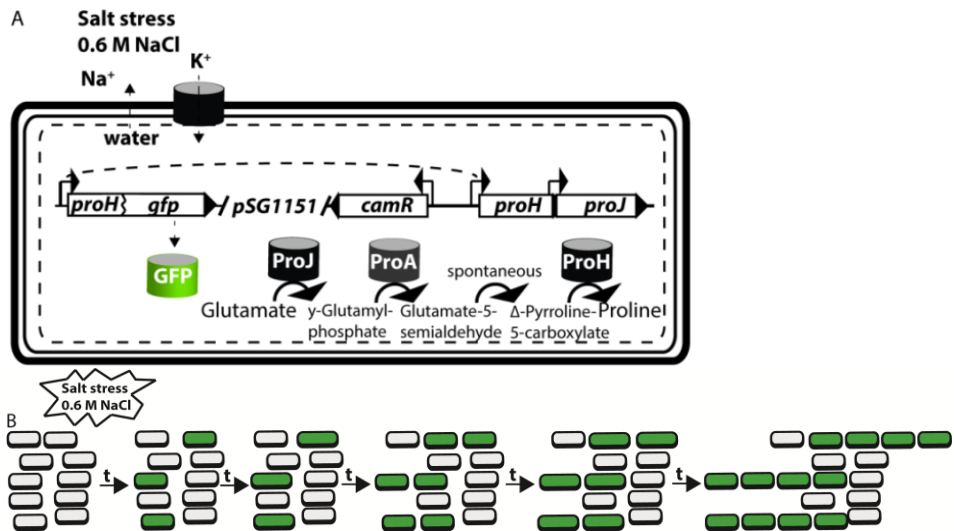 A
Salt stress
0.6 M NaCl
K+
Na+
water
proH gfp / pSG1151 / camR proH proJ
GFP
ProJ
ProA
spontaneous
ProH
Glutamate
y-Glutamyl-
phosphate
Glutamate-5-
semialdehyde
Δ-Pyrroline-
5-carboxylate
Proline
Salt stress
0.6 M NaCl
B
t
t
t
t
t